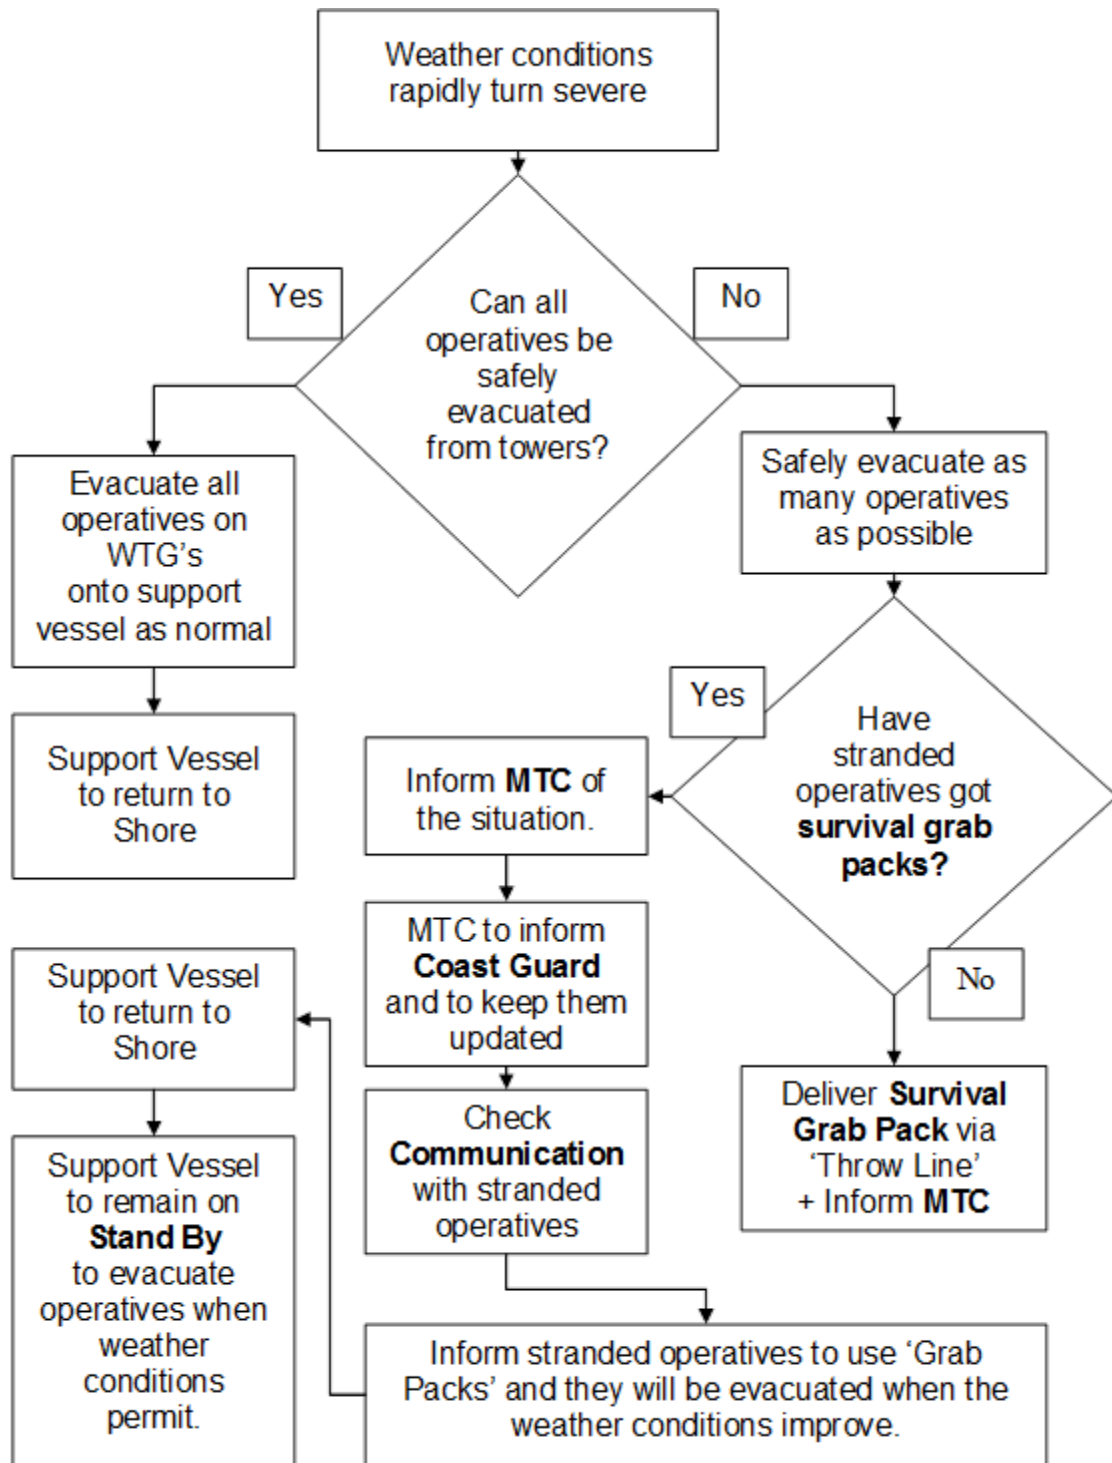 Weather conditions
rapidly turn severe
Yes
No
Can all
operatives be
safely
evacuated
from towers?
Evacuate all
operatives on
WTG's
onto support
vessel as normal
Safely evacuate as
many operatives
as possible
Support Vessel
to return to
Shore
Yes
Have
stranded
operatives got
survival grab
packs?
Inform MTC of
the situation.
MTC to inform
Coast Guard
and to keep them
updated
No
Deliver Survival
Grab Pack via
‘Throw Line’
+ Inform MTC
Check
Communication
with stranded
operatives
Inform stranded operatives to use ‘Grab
Packs’ and they will be evacuated when the
weather conditions improve.
Support Vessel
to return to
Shore
Support Vessel
to remain on
Stand By
to evacuate
operatives when
weather
conditions
permit.